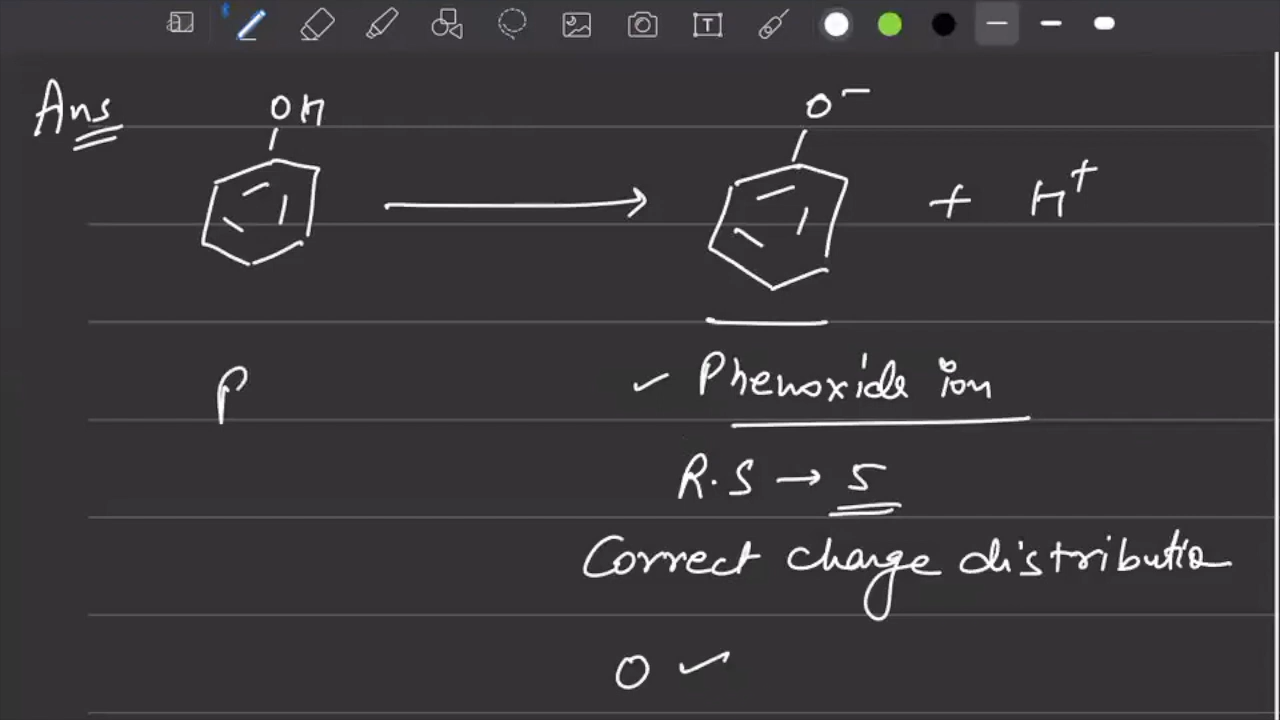 Ans
OH
O⁻
+ H⁺
P
✓ Phenoxide ion
R.S → 5
Correct charge distributio
O ✓